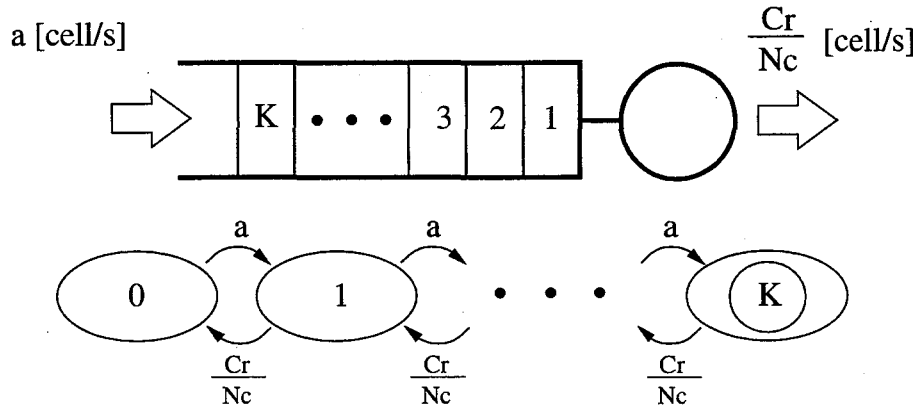 a [cell/s]
Cr
Nc
[cell/s]
K • • • 3 2 1
a a a
0 1 • • • K
Cr Cr Cr
Nc Nc Nc